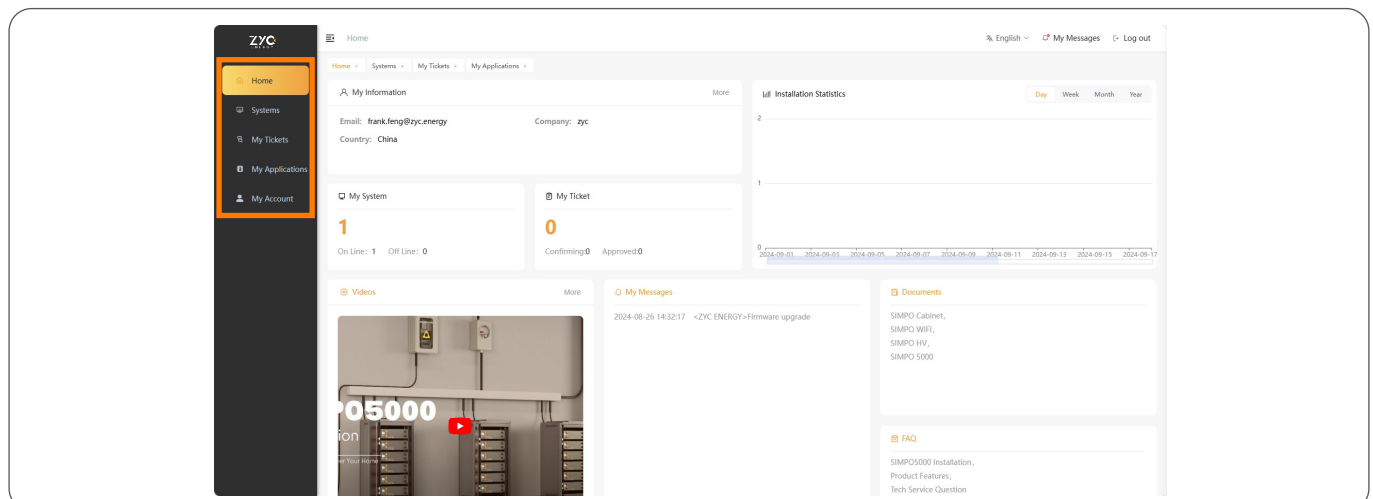 ZYC
Home
English
My Messages
Log out
Home
Systems
My Tickets
My Applications
My Account
Home
Systems
My Tickets
My Applications
My Information
More
Email: frank.feng@zyc.energy
Company: zyc
Country: China
Installation Statistics
Day
Week
Month
Year
2
1
0
2024-09-01
2024-09-03
2024-09-05
2024-09-07
2024-09-09
2024-09-11
2024-09-13
2024-09-15
2024-09-17
My System
1
On Line: 1 Off Line: 0
My Ticket
0
Confirming:0 Approved:0
Videos
More
PO5000
ion
er Your Home
My Messages
2024-08-26 14:32:17 <ZYC ENERGY>Firmware upgrade
Documents
SIMPO Cabinet,
SIMPO WIFI,
SIMPO HV,
SIMPO 5000
FAQ
SIMPO5000 Installation,
Product Features,
Tech Service Question